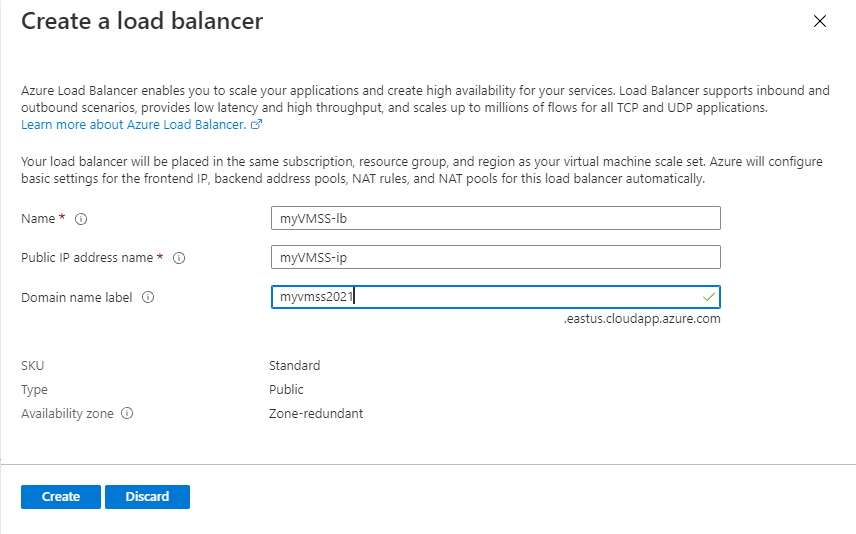 Create a load balancer
Azure Load Balancer enables you to scale your applications and create high availability for your services. Load Balancer supports inbound and
outbound scenarios, provides low latency and high throughput, and scales up to millions of flows for all TCP and UDP applications.
Learn more about Azure Load Balancer.
Your load balancer will be placed in the same subscription, resource group, and region as your virtual machine scale set. Azure will configure
basic settings for the frontend IP, backend address pools, NAT rules, and NAT pools for this load balancer automatically.
Name * myVMSS-lb
Public IP address name * myVMSS-ip
Domain name label myvmss2021
.eastus.cloudapp.azure.com
SKU Standard
Type Public
Availability zone Zone-redundant
Create Discard